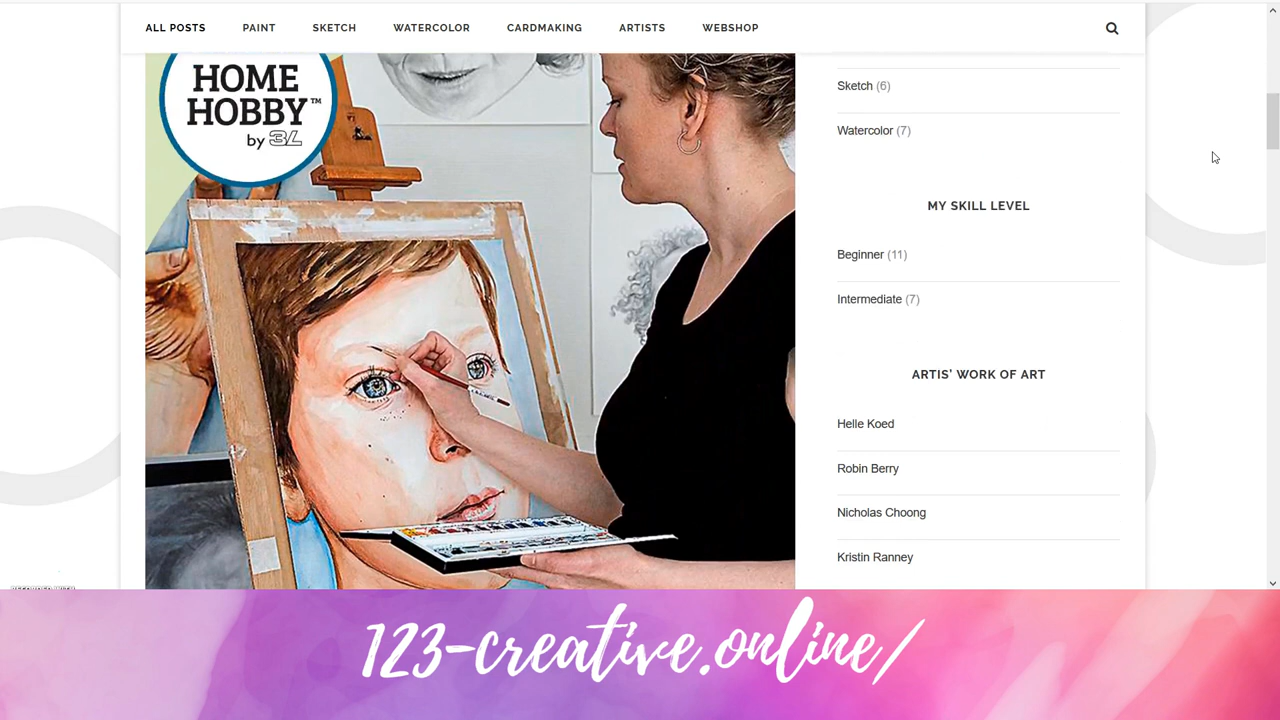 ALL POSTS PAINT SKETCH WATERCOLOR CARDMAKING ARTISTS WEBSHOP
HOME
HOBBY™
by 3L
Sketch (6)
Watercolor (7)
MY SKILL LEVEL
Beginner (11)
Intermediate (7)
ARTIS' WORK OF ART
Helle Koed
Robin Berry
Nicholas Choong
Kristin Ranney
123-creative.online/